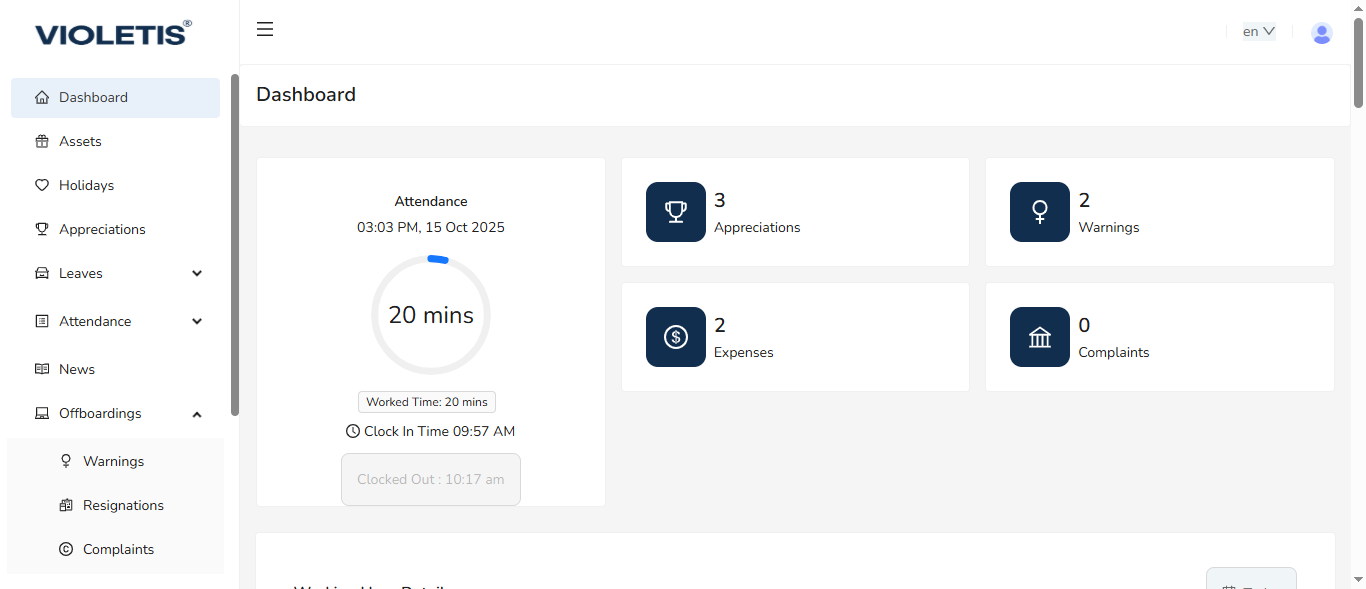 VIOLETIS®
en
Dashboard
Assets
Holidays
Appreciations
Leaves
Attendance
News
Offboardings
Warnings
Resignations
Complaints
Dashboard
Attendance
03:03 PM, 15 Oct 2025
20 mins
Worked Time: 20 mins
Clock In Time 09:57 AM
Clocked Out : 10:17 am
3
Appreciations
2
Warnings
2
Expenses
0
Complaints